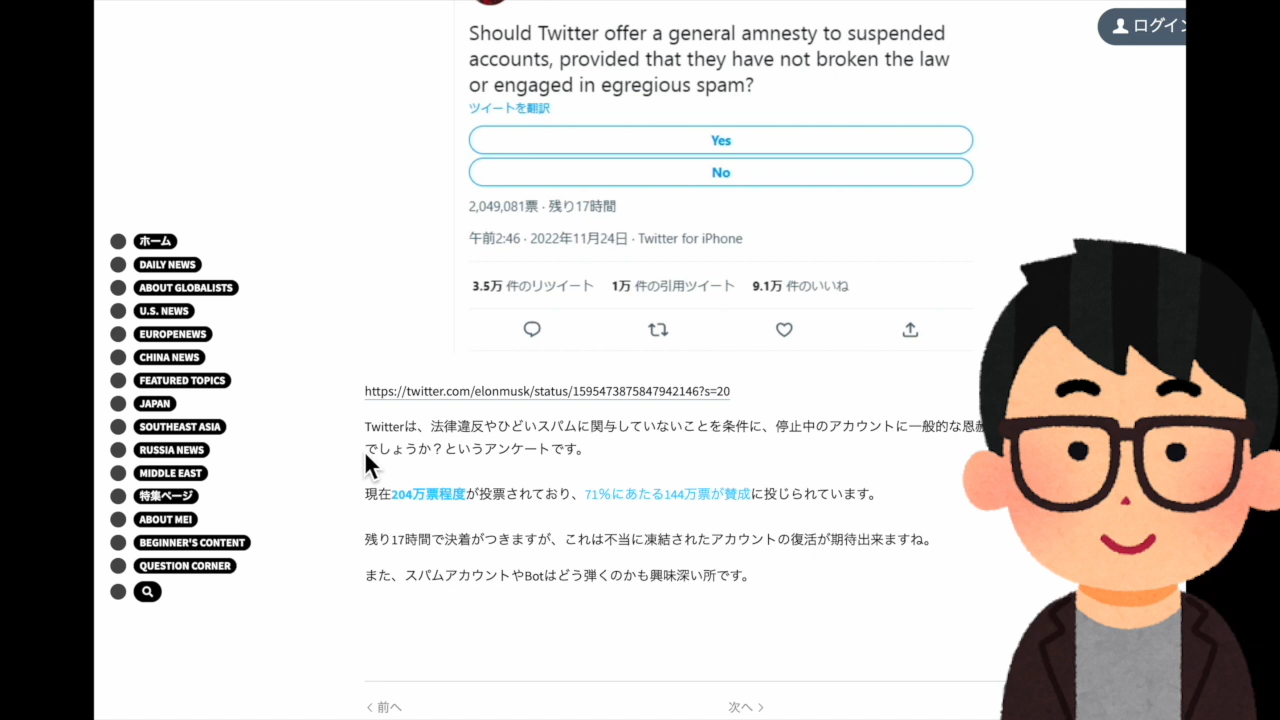 Should Twitter offer a general amnesty to suspended
accounts, provided that they have not broken the law
or engaged in egregious spam?
ツイートを翻訳
Yes
No
2,049,081票 · 残り17時間
午前2:46 · 2022年11月24日 · Twitter for iPhone
3.5万 件のリツイート 1万 件の引用ツイート 9.1万 件のいいね
ログイン
ホーム
DAILY NEWS
ABOUT GLOBALISTS
U.S. NEWS
EUROPENEWS
CHINA NEWS
FEATURED TOPICS
JAPAN
SOUTHEAST ASIA
RUSSIA NEWS
MIDDLE EAST
特集ページ
ABOUT MEI
BEGINNER'S CONTENT
QUESTION CORNER
https://twitter.com/elonmusk/status/1595473875847942146?s=20
Twitterは、法律違反やひどいスパムに関与していないことを条件に、停止中のアカウントに一般的な恩赦
でしょうか？というアンケートです。
現在204万票程度が投票されており、71%にあたる144万票が賛成に投じられています。
残り17時間で決着がつきますが、これは不当に凍結されたアカウントの復活が期待出来ますね。
また、スパムアカウントやBotはどう弾くのかも興味深い所です。
< 前へ
次へ >